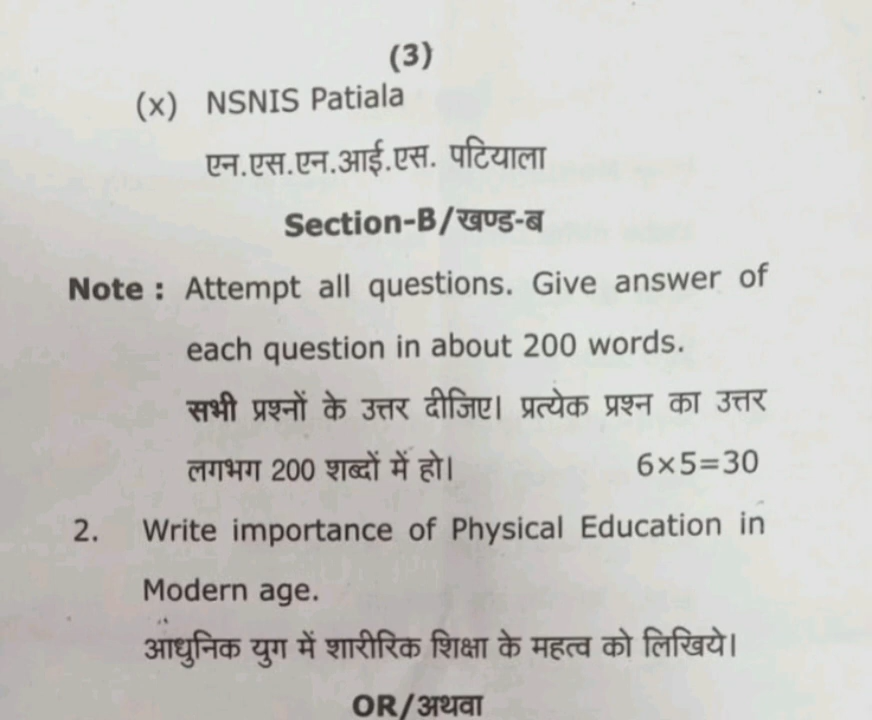 (3)
(x) NSNIS Patiala
एन.एस.एन.आई.एस. पटियाला
Section-B/खण्ड-ब
Note : Attempt all questions. Give answer of
each question in about 200 words.
सभी प्रश्नों के उत्तर दीजिए। प्रत्येक प्रश्न का उत्तर
लगभग 200 शब्दों में हो। 6×5=30
2. Write importance of Physical Education in
Modern age.
आधुनिक युग में शारीरिक शिक्षा के महत्व को लिखिये।
OR/अथवा